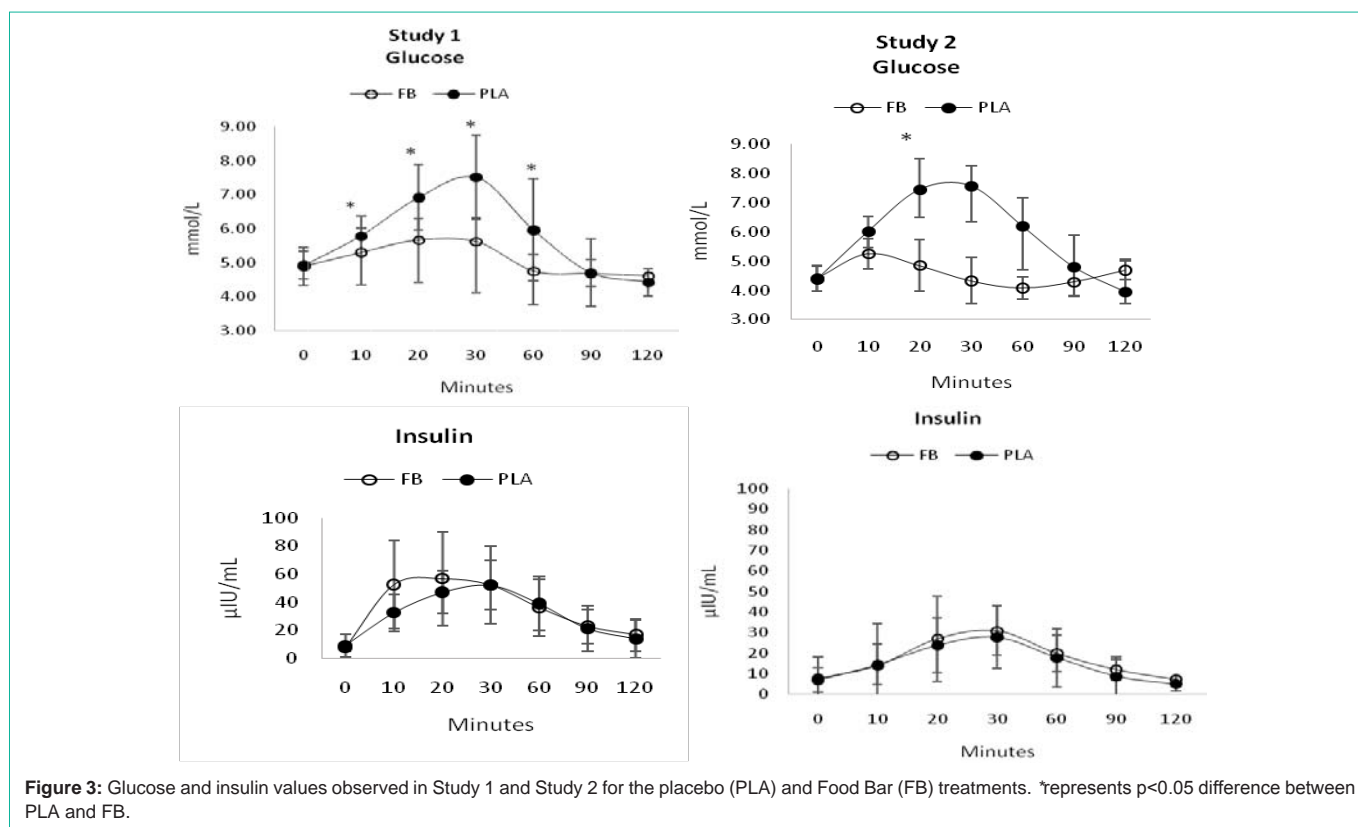 Study 1
Glucose
FB PLA
9.00
8.00
7.00
6.00
5.00
4.00
3.00
mmol/L
* * * *
0 10 20 30 60 90 120
Minutes
Study 2
Glucose
FB PLA
9.00
8.00
7.00
6.00
5.00
4.00
3.00
mmol/L
*
0 10 20 30 60 90 120
Minutes
Insulin
FB PLA
100
80
60
40
20
0
µIU/mL
0 10 20 30 60 90 120
Minutes
Insulin
FB PLA
100
90
80
70
60
50
40
30
20
10
0
µIU/mL
0 10 20 30 60 90 120
Minutes
Figure 3: Glucose and insulin values observed in Study 1 and Study 2 for the placebo (PLA) and Food Bar (FB) treatments. *represents p<0.05 difference between
PLA and FB.